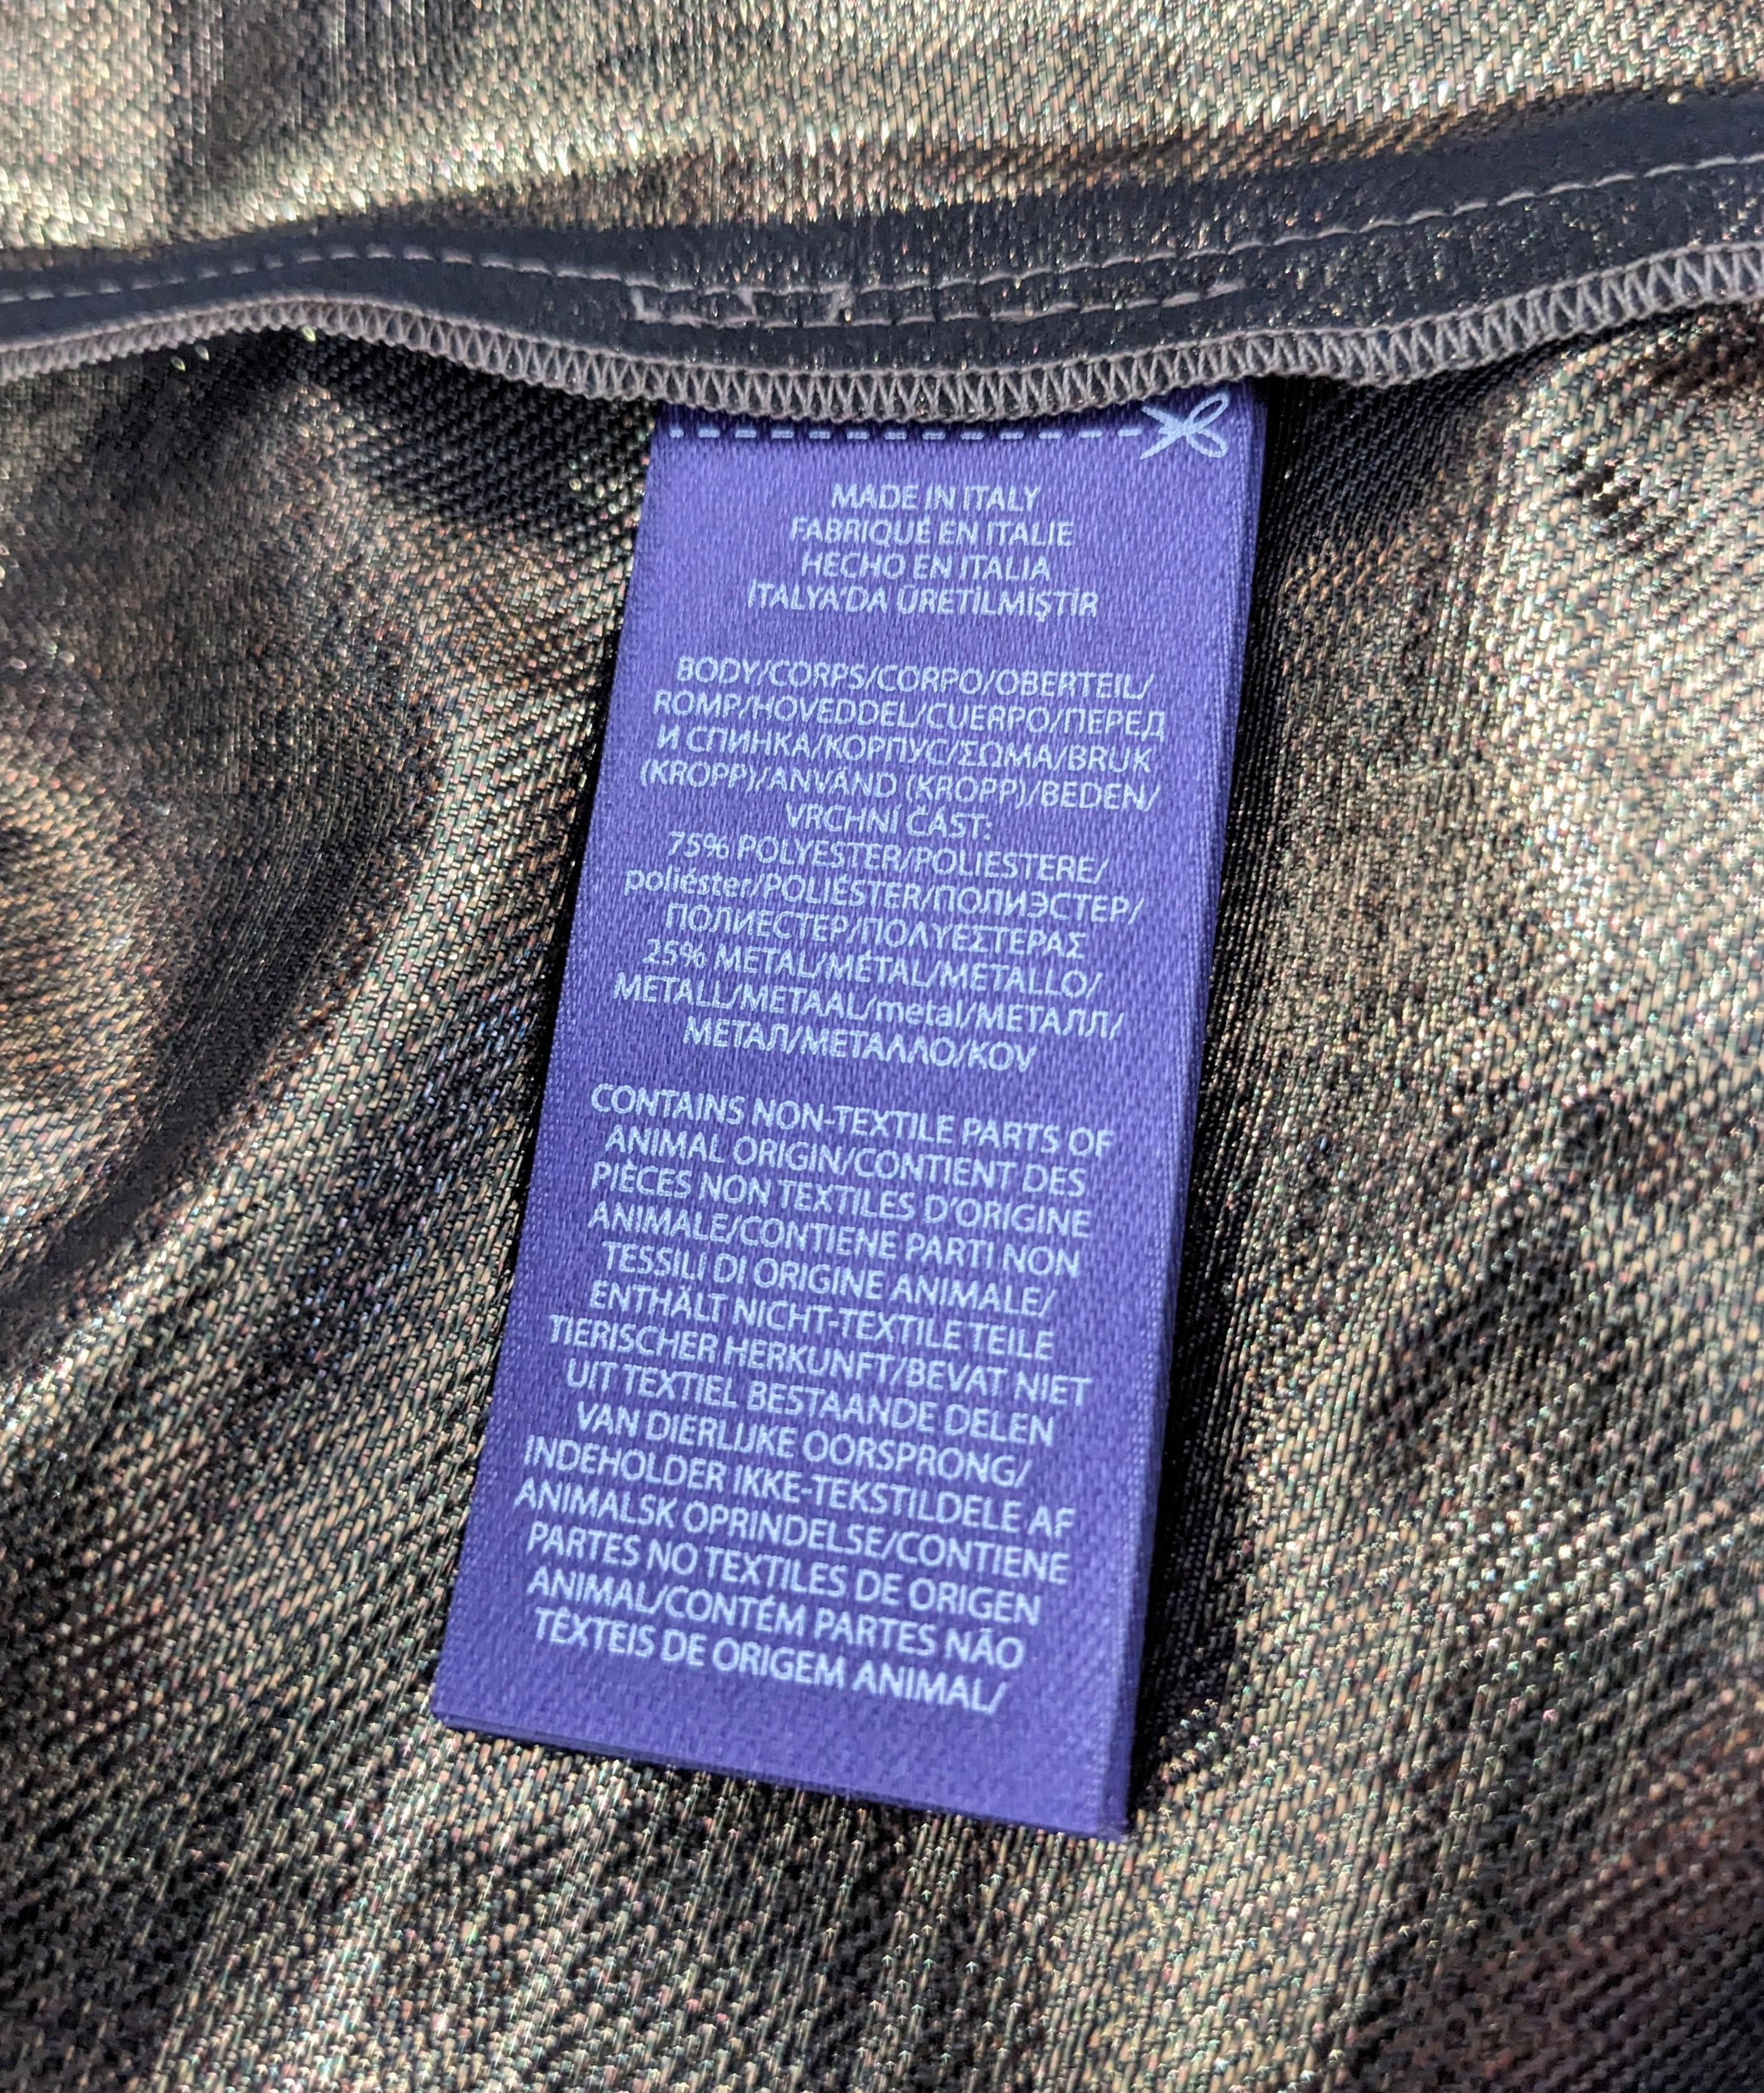 MADE IN ITALY
FABRIQUÉ EN ITALIE
HECHO EN ITALIA
İTALYA'DA ÜRETİLMİŞTİR
BODY/CORPS/CORPO/OBERTEIL/
ROMP/HOVEDDEL/CUERPO/ПЕРЕД
И СПИНКА/КОРПУС/ΣΩΜΑ/BRUK
(KROPP)/ANVÄND (KROPP)/BEDEN/
VRCHNÍ ČÁST:
75% POLYESTER/POLIESTERE/
poliéster/POLIÉSTER/ПОЛИЭСТЕР/
ПОЛИЕСТЕР/ΠΟΛΥΕΣΤΕΡΑΣ
25% METAL/MÉTAL/METALLO/
METALL/METAAL/metal/МЕТАЛЛ/
МЕТАЛ/ΜΕΤΑΛΛΟ/KOV
CONTAINS NON-TEXTILE PARTS OF
ANIMAL ORIGIN/CONTIENT DES
PIÈCES NON TEXTILES D'ORIGINE
ANIMALE/CONTIENE PARTI NON
TESSILI DI ORIGINE ANIMALE/
ENTHÄLT NICHT-TEXTILE TEILE
TIERISCHER HERKUNFT/BEVAT NIET
UIT TEXTIEL BESTAANDE DELEN
VAN DIERLIJKE OORSPRONG/
INDEHOLDER IKKE-TEKSTILDELE AF
ANIMALSK OPRINDELSE/CONTIENE
PARTES NO TEXTILES DE ORIGEN
ANIMAL/CONTÉM PARTES NÃO
TÊXTEIS DE ORIGEM ANIMAL/